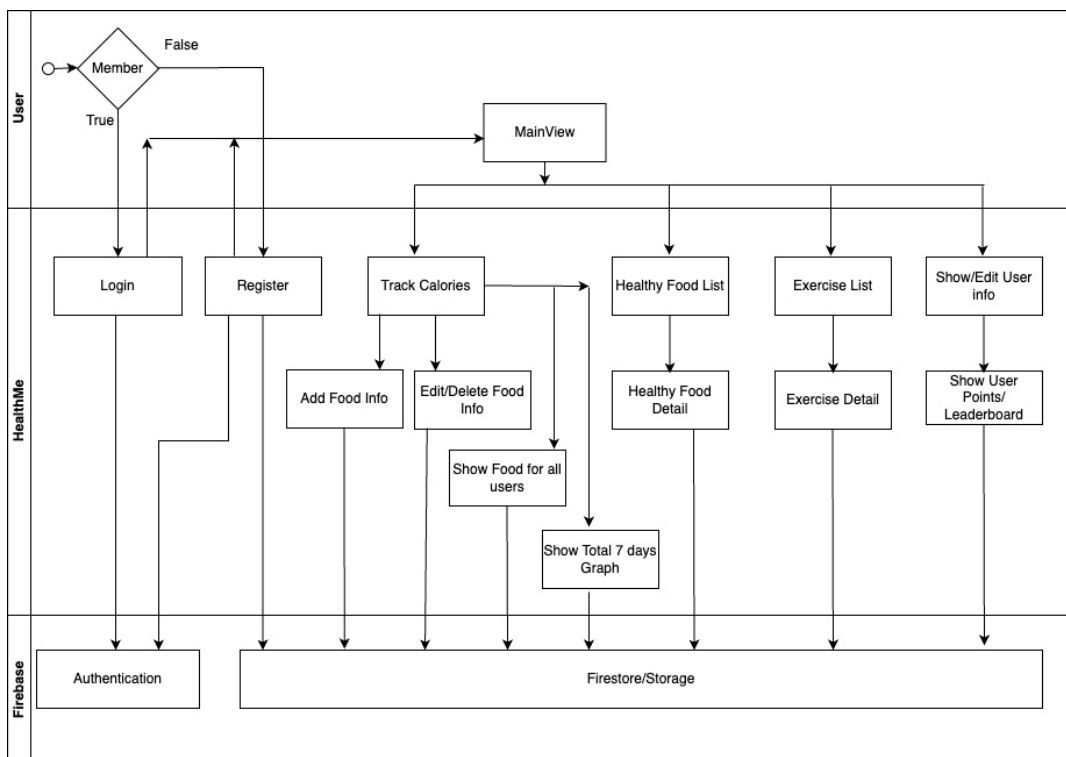 User
False
Member
True
MainView
HealthMe
Login
Register
Track Calories
Healthy Food List
Exercise List
Show/Edit User
info
Add Food Info
Edit/Delete Food
Info
Healthy Food
Detail
Exercise Detail
Show User
Points/
Leaderboard
Show Food for all
users
Show Total 7 days
Graph
Firebase
Authentication
Firestore/Storage